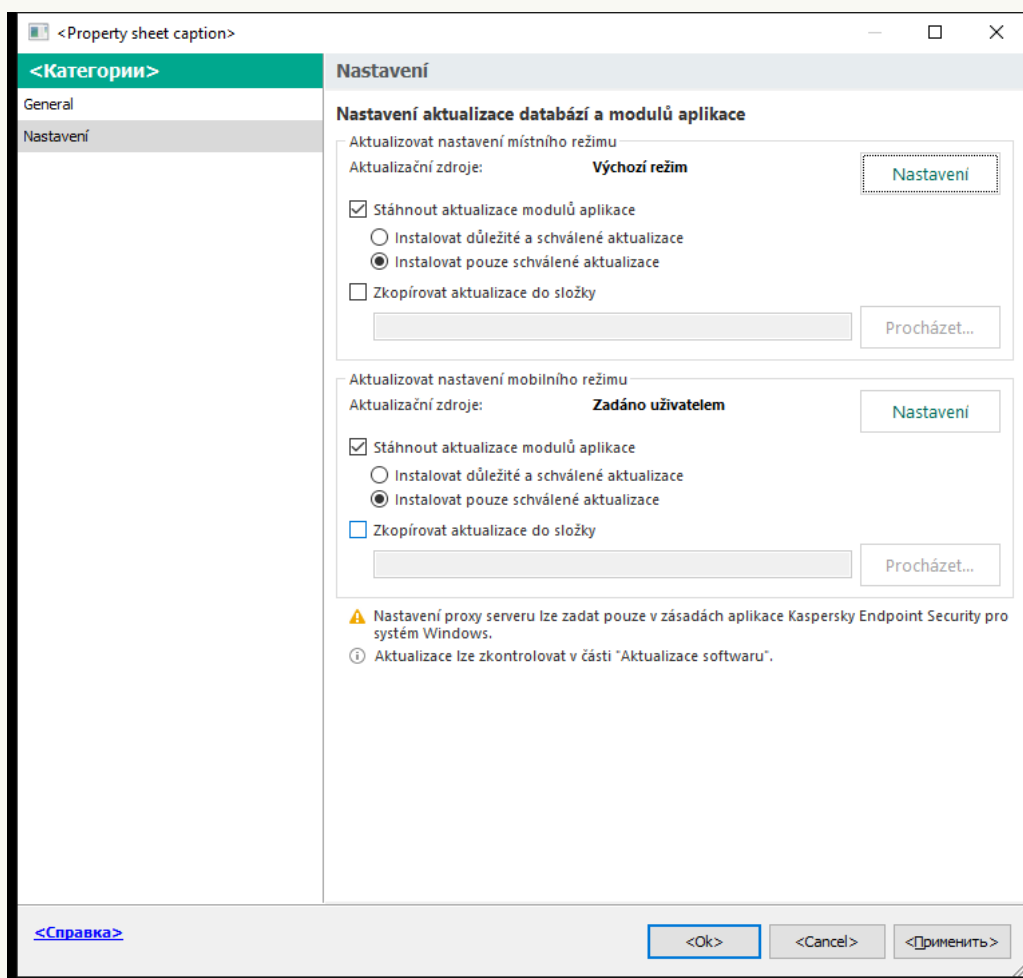 <Property sheet caption>
<Категории>
General
Nastavení
Nastavení
Nastavení aktualizace databází a modulů aplikace
Aktualizovat nastavení místního režimu
Aktualizační zdroje: Výchozí režim
Nastavení
Stáhnout aktualizace modulů aplikace
Instalovat důležité a schválené aktualizace
Instalovat pouze schválené aktualizace
Zkopírovat aktualizace do složky
Procházet...
Aktualizovat nastavení mobilního režimu
Aktualizační zdroje: Zadáno uživatelem
Nastavení
Stáhnout aktualizace modulů aplikace
Instalovat důležité a schválené aktualizace
Instalovat pouze schválené aktualizace
Zkopírovat aktualizace do složky
Procházet...
Nastavení proxy serveru lze zadat pouze v zásadách aplikace Kaspersky Endpoint Security pro
systém Windows.
Aktualizace lze zkontrolovat v části "Aktualizace softwaru".
<Справка>
<Ok> <Cancel> <Применить>